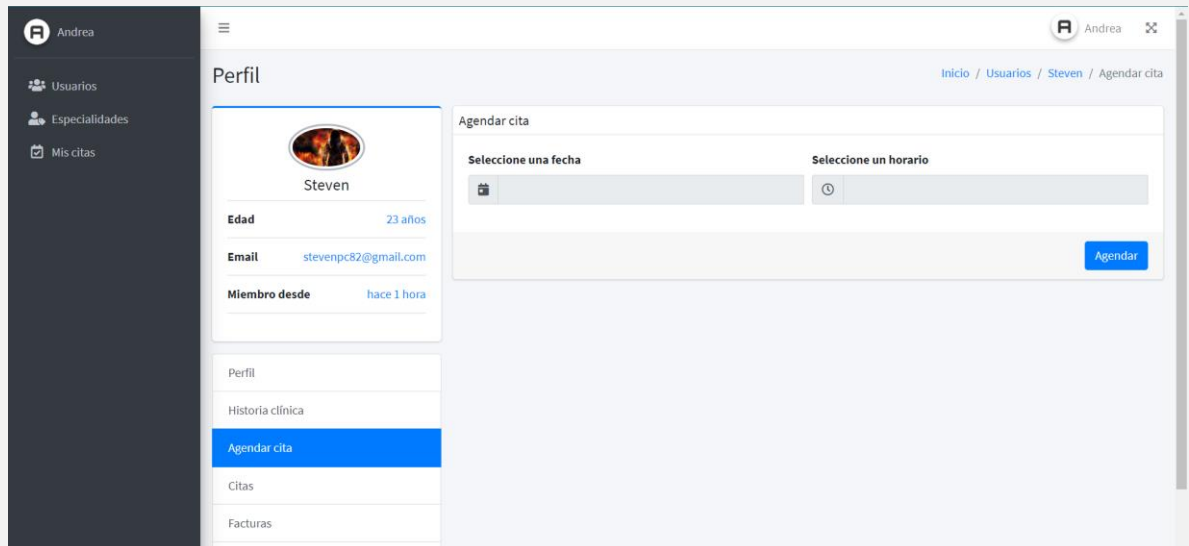 Andrea
Usuarios
Especialidades
Mis citas
Andrea
Perfil
Inicio / Usuarios / Steven / Agendar cita
Steven
Edad 23 años
Email stevenpc82@gmail.com
Miembro desde hace 1 hora
Perfil
Historia clínica
Agendar cita
Citas
Facturas
Agendar cita
Seleccione una fecha
Seleccione un horario
Agendar